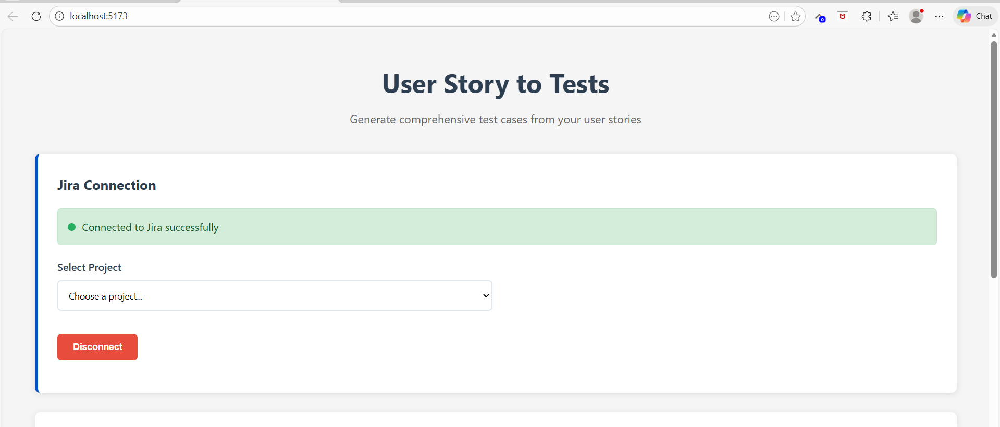 localhost:5173
0
Chat
User Story to Tests
Generate comprehensive test cases from your user stories
Jira Connection
Connected to Jira successfully
Select Project
Choose a project...
Disconnect